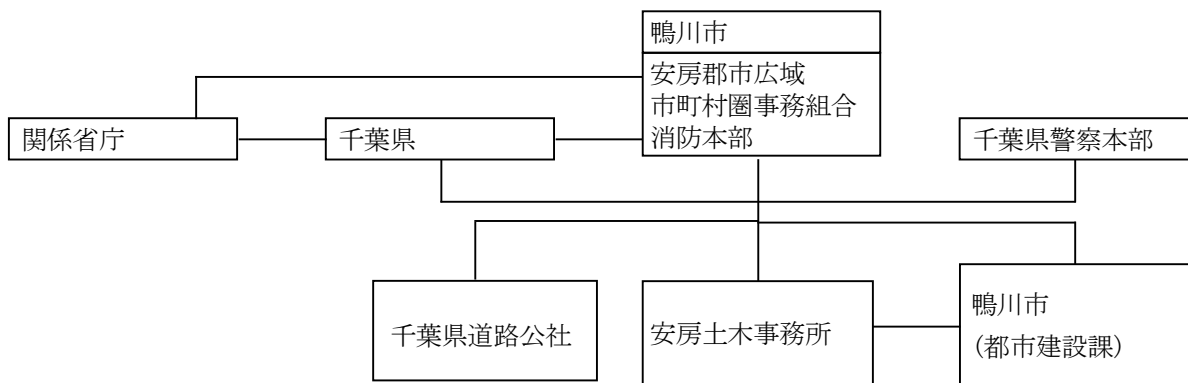 鴨川市
安房郡市広域
市町村圏事務組合
消防本部
関係省庁
千葉県
千葉県警察本部
千葉県道路公社
安房土木事務所
鴨川市
（都市建設課）